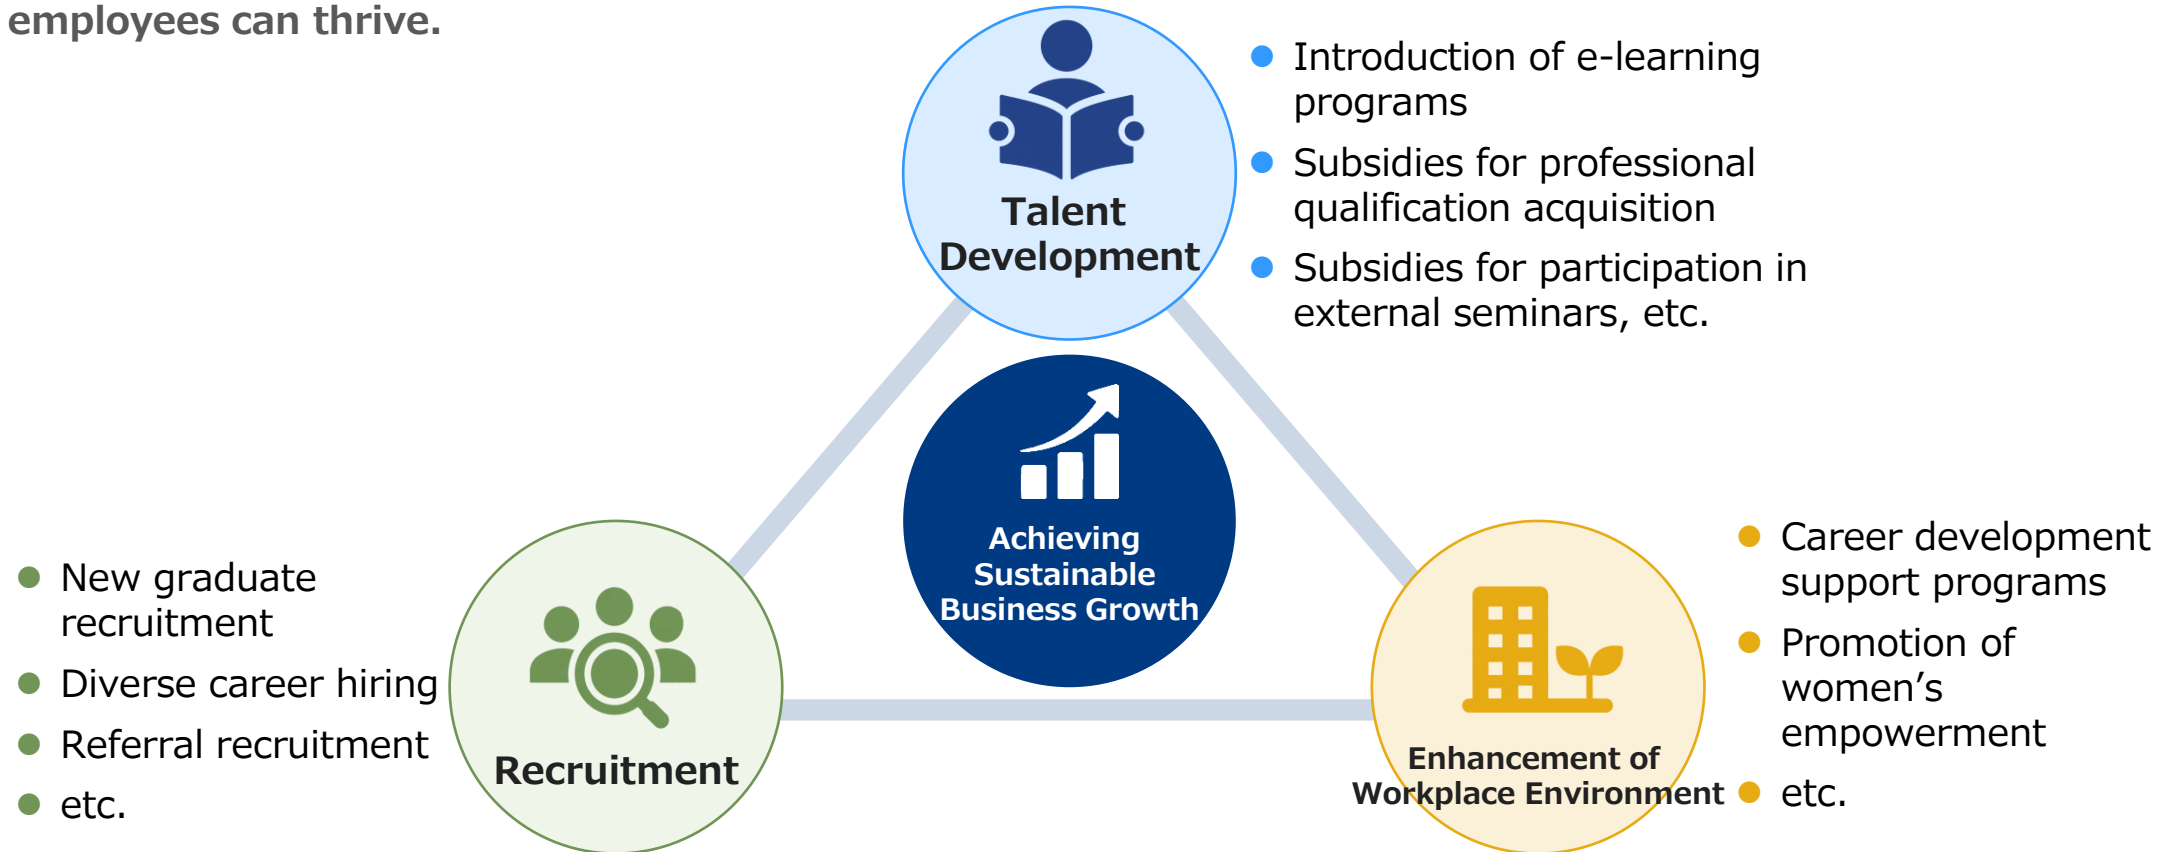 employees can thrive.
Talent
Development
● Introduction of e-learning
programs
● Subsidies for professional
qualification acquisition
● Subsidies for participation in
external seminars, etc.
Achieving
Sustainable
Business Growth
● New graduate
recruitment
● Diverse career hiring
● Referral recruitment
● etc.
Recruitment
Enhancement of
Workplace Environment
● Career development
support programs
● Promotion of
women’s
empowerment
● etc.